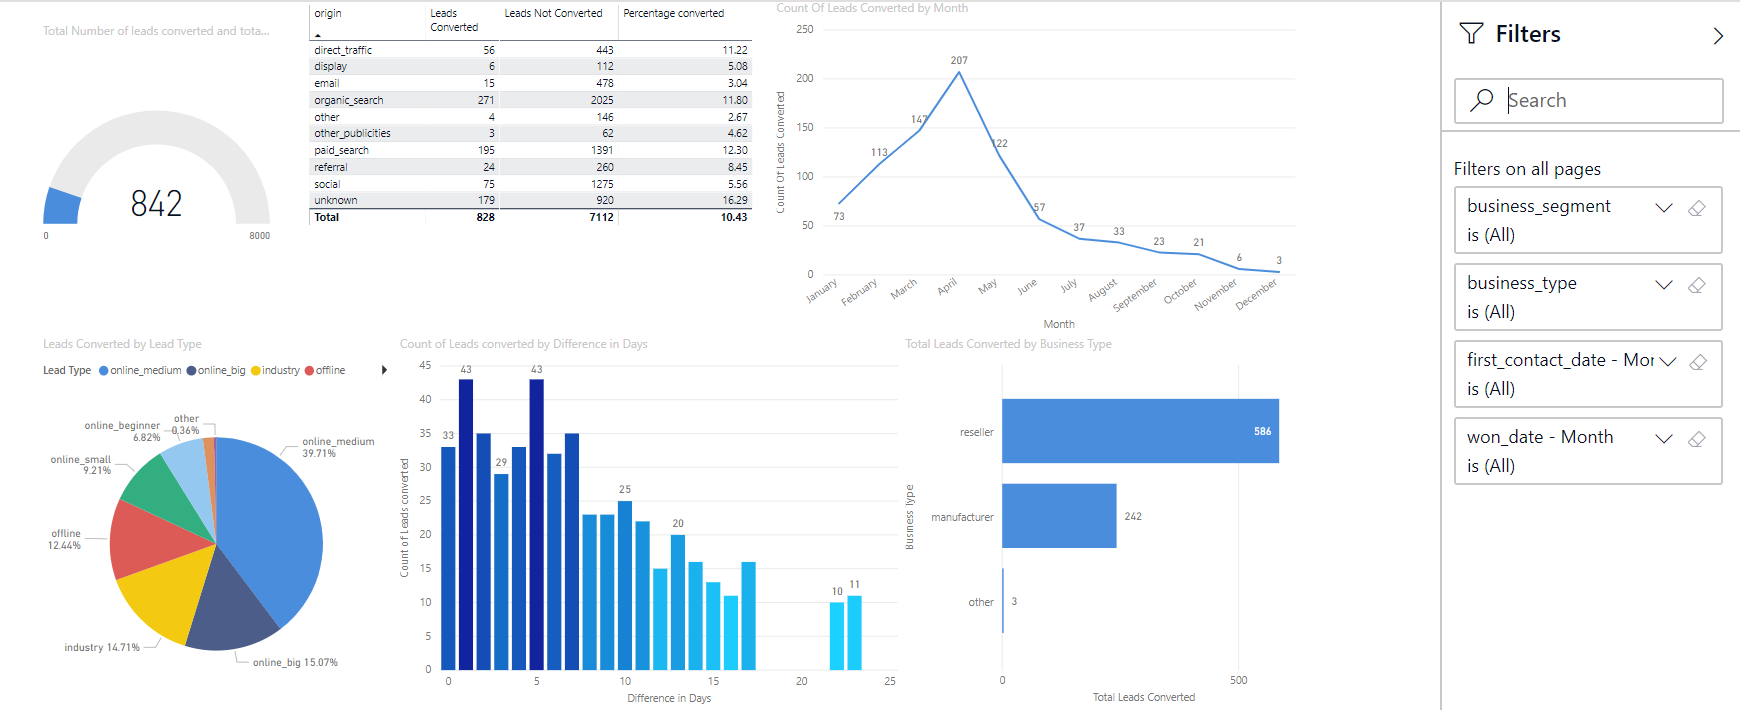 Total Number of leads converted and tota...
842
0
8000
origin Leads Converted Leads Not Converted Percentage converted
direct_traffic 56 443 11.22
display 6 112 5.08
email 15 478 3.04
organic_search 271 2025 11.80
other 4 146 2.67
other_publicities 3 62 4.62
paid_search 195 1391 12.30
referral 24 260 8.45
social 75 1275 5.56
unknown 179 920 16.29
Total 828 7112 10.43
Count Of Leads Converted by Month
Count Of Leads Converted
250
200
150
100
50
0
73
113
147
207
122
57
37
33
23
21
6
3
January
February
March
April
May
June
July
August
September
October
November
December
Month
Leads Converted by Lead Type
Lead Type online_medium online_big industry offline
other
0.36%
online_beginner
6.82%
online_medium
39.71%
online_small
9.21%
offline
12.44%
industry 14.71%
online_big 15.07%
Count of Leads converted by Difference in Days
Count of Leads converted
45
40
35
30
25
20
15
10
5
0
33
43
29
43
25
20
10
11
0
5
10
15
20
25
Difference in Days
Total Leads Converted by Business Type
Business Type
reseller
586
manufacturer
242
other
3
0
500
Total Leads Converted
Filters
Search
Filters on all pages
business_segment
is (All)
business_type
is (All)
first_contact_date - Mor
is (All)
won_date - Month
is (All)